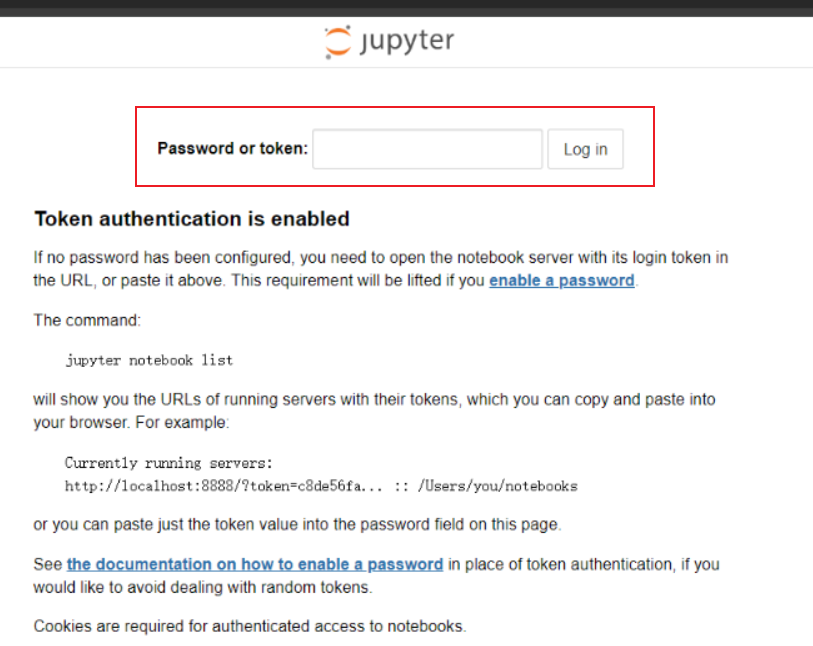 jupyter
Password or token:
Log in
Token authentication is enabled
If no password has been configured, you need to open the notebook server with its login token in
the URL, or paste it above. This requirement will be lifted if you enable a password.
The command:
jupyter notebook list
will show you the URLs of running servers with their tokens, which you can copy and paste into
your browser. For example:
Currently running servers:
http://localhost:8888/?token=c8de56fa... :: /Users/you/notebooks
or you can paste just the token value into the password field on this page.
See the documentation on how to enable a password in place of token authentication, if you
would like to avoid dealing with random tokens.
Cookies are required for authenticated access to notebooks.